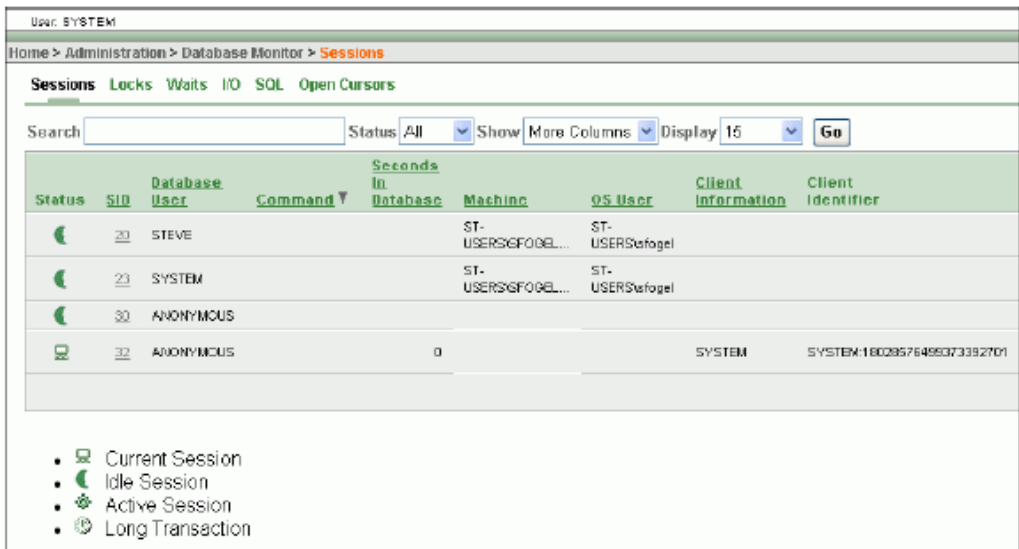 User: SYSTEM
Home > Administration > Database Monitor > Sessions
Sessions Locks Waits I/O SQL Open Cursors
Search Status All Show More Columns Display 15 Go
Status SID Database User Command Seconds In Database Machine OS User Client Information Client Identifier
20 STEVE ST-USERS\SFOGEL... ST-USERS\sfogel
23 SYSTEM ST-USERS\SFOGEL... ST-USERS\sfogel
30 ANONYMOUS
32 ANONYMOUS 0 SYSTEM SYSTEM:18028576499373392701
• Current Session
• Idle Session
• Active Session
• Long Transaction